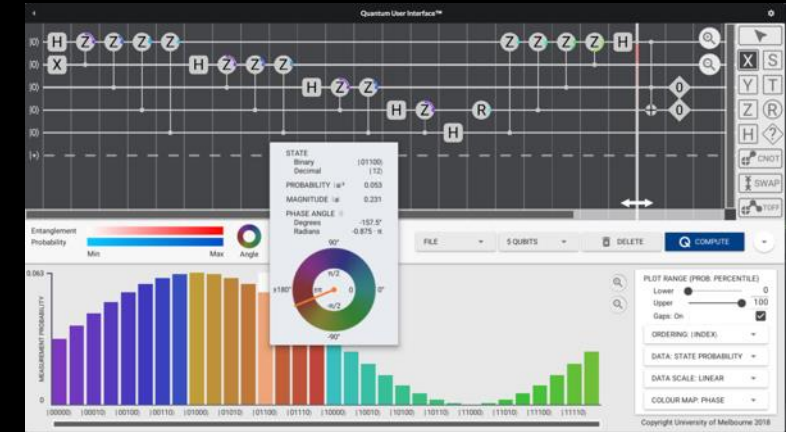 Quantum User Interface™
|0⟩ H Z Z Z Z Z Z Z Z H
|0⟩ X H Z Z Z
|0⟩ H Z Z 0
|0⟩ H Z R 0
|0⟩ H
|+⟩
X S
Y T
Z R
H ?
CNOT
SWAP
TOFF
STATE
Binary |01100⟩
Decimal |12⟩
PROBABILITY 0.053
MAGNITUDE 0.231
PHASE ANGLE
Degrees -157.5°
Radians -0.875 · π
90°
π/2
±180° ±π 0 0°
-π/2
-90°
Entanglement
Probability
Min Max Angle
FILE 5 QUBITS DELETE Q COMPUTE
0.063
MEASUREMENT PROBABILITY
0
|00000⟩ |00010⟩ |00100⟩ |00110⟩ |01000⟩ |01010⟩ |01100⟩ |01110⟩ |10000⟩ |10010⟩ |10100⟩ |10110⟩ |11000⟩ |11010⟩ |11100⟩ |11110⟩
PLOT RANGE (PROB. PERCENTILE)
Lower 0
Upper 100
Gaps: On
ORDERING: |INDEX⟩
DATA: STATE PROBABILITY
DATA SCALE: LINEAR
COLOUR MAP: PHASE
Copyright University of Melbourne 2018